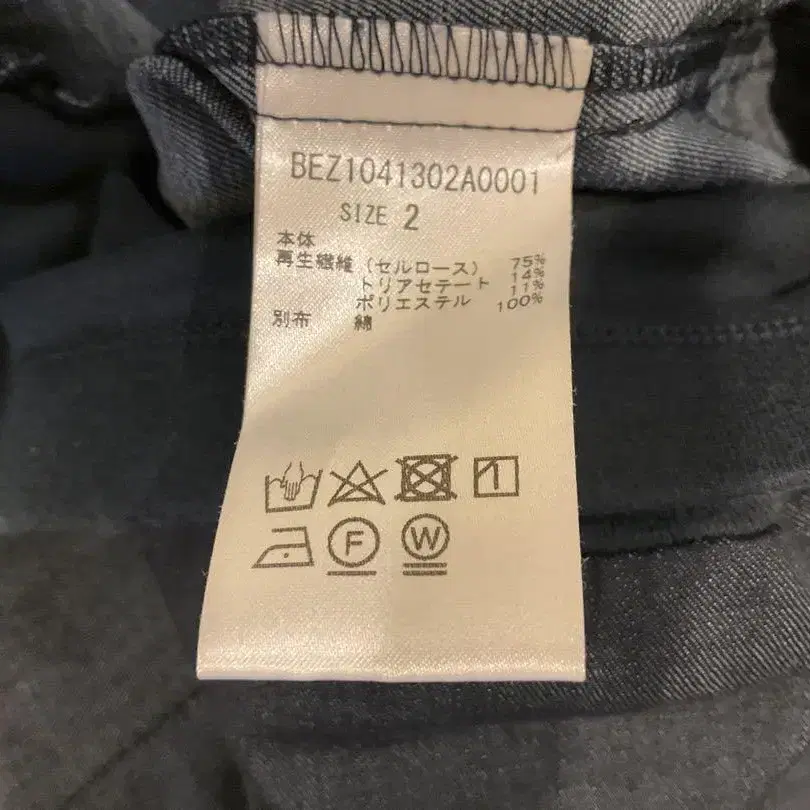 BEZ1041302A0001
SIZE 2
本体
再生繊維 (セルロース) 75%
トリアセテート 14%
ポリエステル 11%
別布 綿 100%
F
W